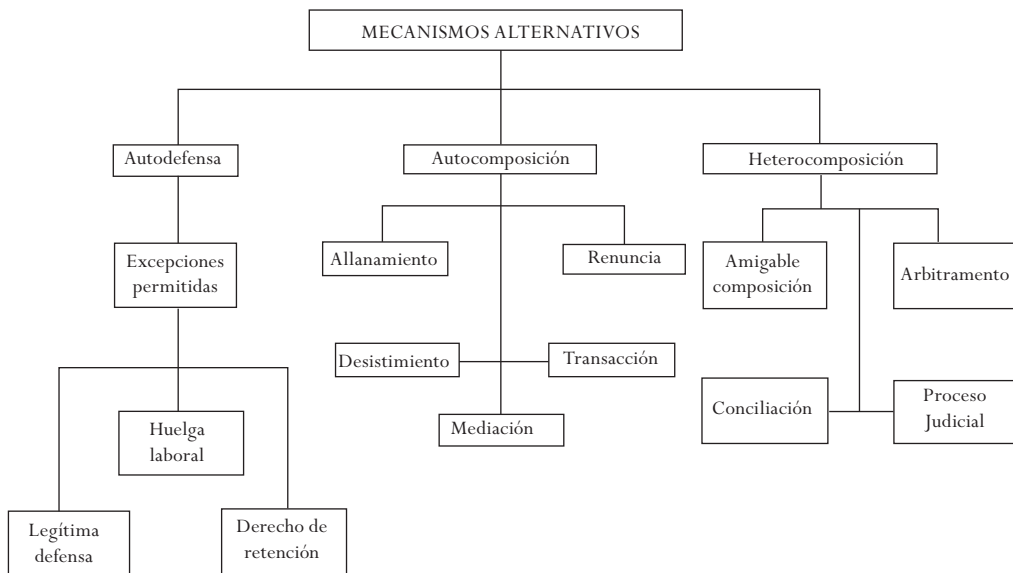 MECANISMOS ALTERNATIVOS
Autodefensa
Autocomposición
Heterocomposición
Excepciones
permitidas
Allanamiento
Renuncia
Amigable
composición
Arbitramento
Desistimiento
Transacción
Mediación
Conciliación
Proceso
Judicial
Huelga
laboral
Legítima
defensa
Derecho de
retención